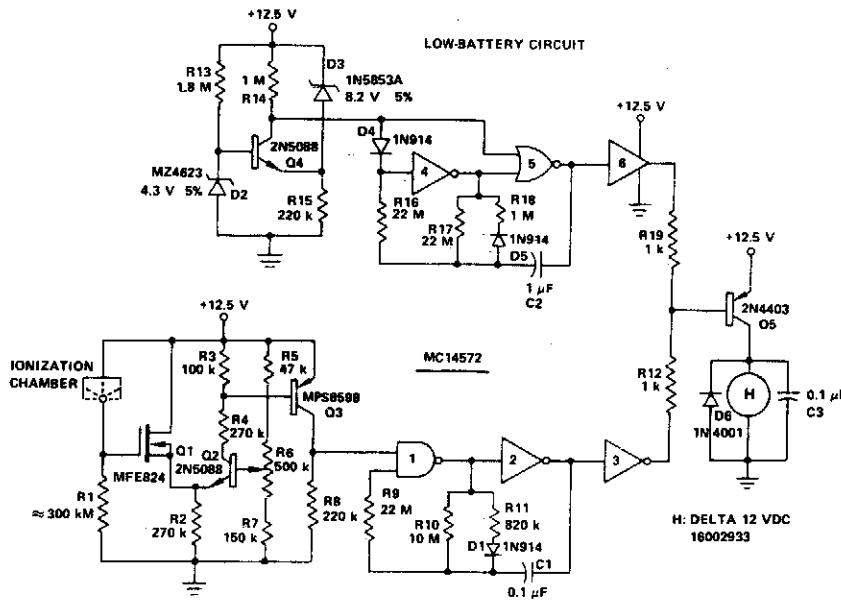 +12.5 V
LOW-BATTERY CIRCUIT
R13
1.8 M
1 M
R14
D3
1N5853A
8.2 V 5%
+12.5 V
2N5088
Q4
D4
1N914
4
5
6
MZ4623
4.3 V 5%
D2
R15
220 k
R16
22 M
R17
22 M
R18
1 M
1N914
D5
1 µF
C2
R19
1 k
+12.5 V
2N4403
Q5
+12.5 V
IONIZATION
CHAMBER
R3
100 k
R5
47 k
MPS8599
Q3
MC14572
R12
1 k
H
D6
1N4001
0.1 µF
C3
R4
270 k
Q1
Q2
2N5088
MFE824
R6
500 k
R1
≈ 300 kM
R2
270 k
R7
150 k
R8
220 k
1
2
3
R9
22 M
R10
10 M
R11
820 k
D1
1N914
C1
0.1 µF
H: DELTA 12 VDC
16002933